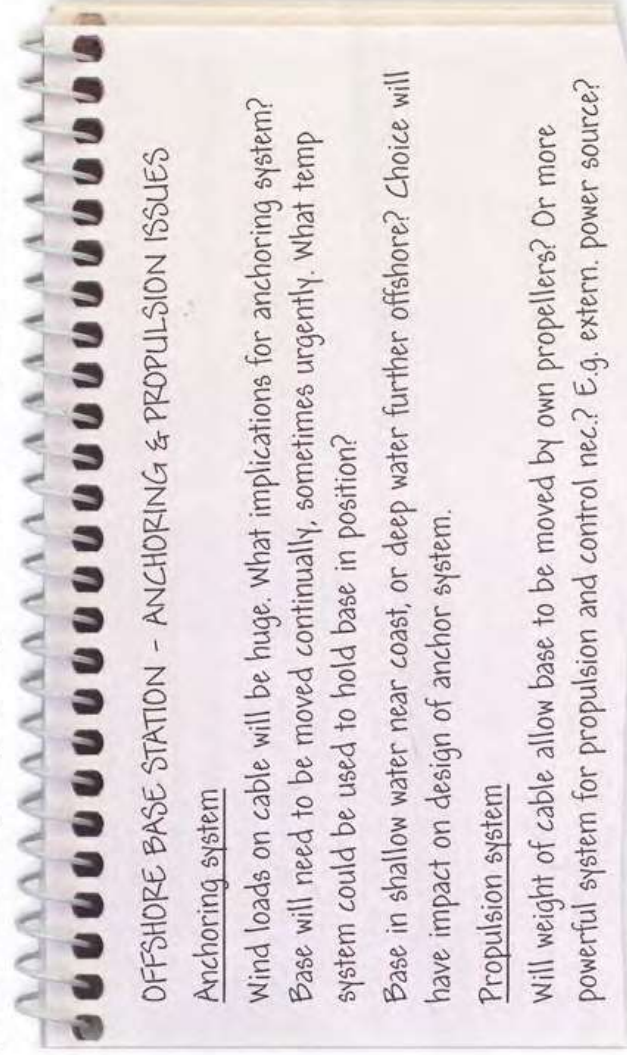 OFFSHORE BASE STATION - ANCHORING & PROPULSION ISSUES
Anchoring system
Wind loads on cable will be huge. What implications for anchoring system?
Base will need to be moved continually, sometimes urgently. What temp
system could be used to hold base in position?
Base in shallow water near coast, or deep water further offshore? Choice will
have impact on design of anchor system.
Propulsion system
Will weight of cable allow base to be moved by own propellers? Or more
powerful system for propulsion and control nec.? E.g. extern. power source?